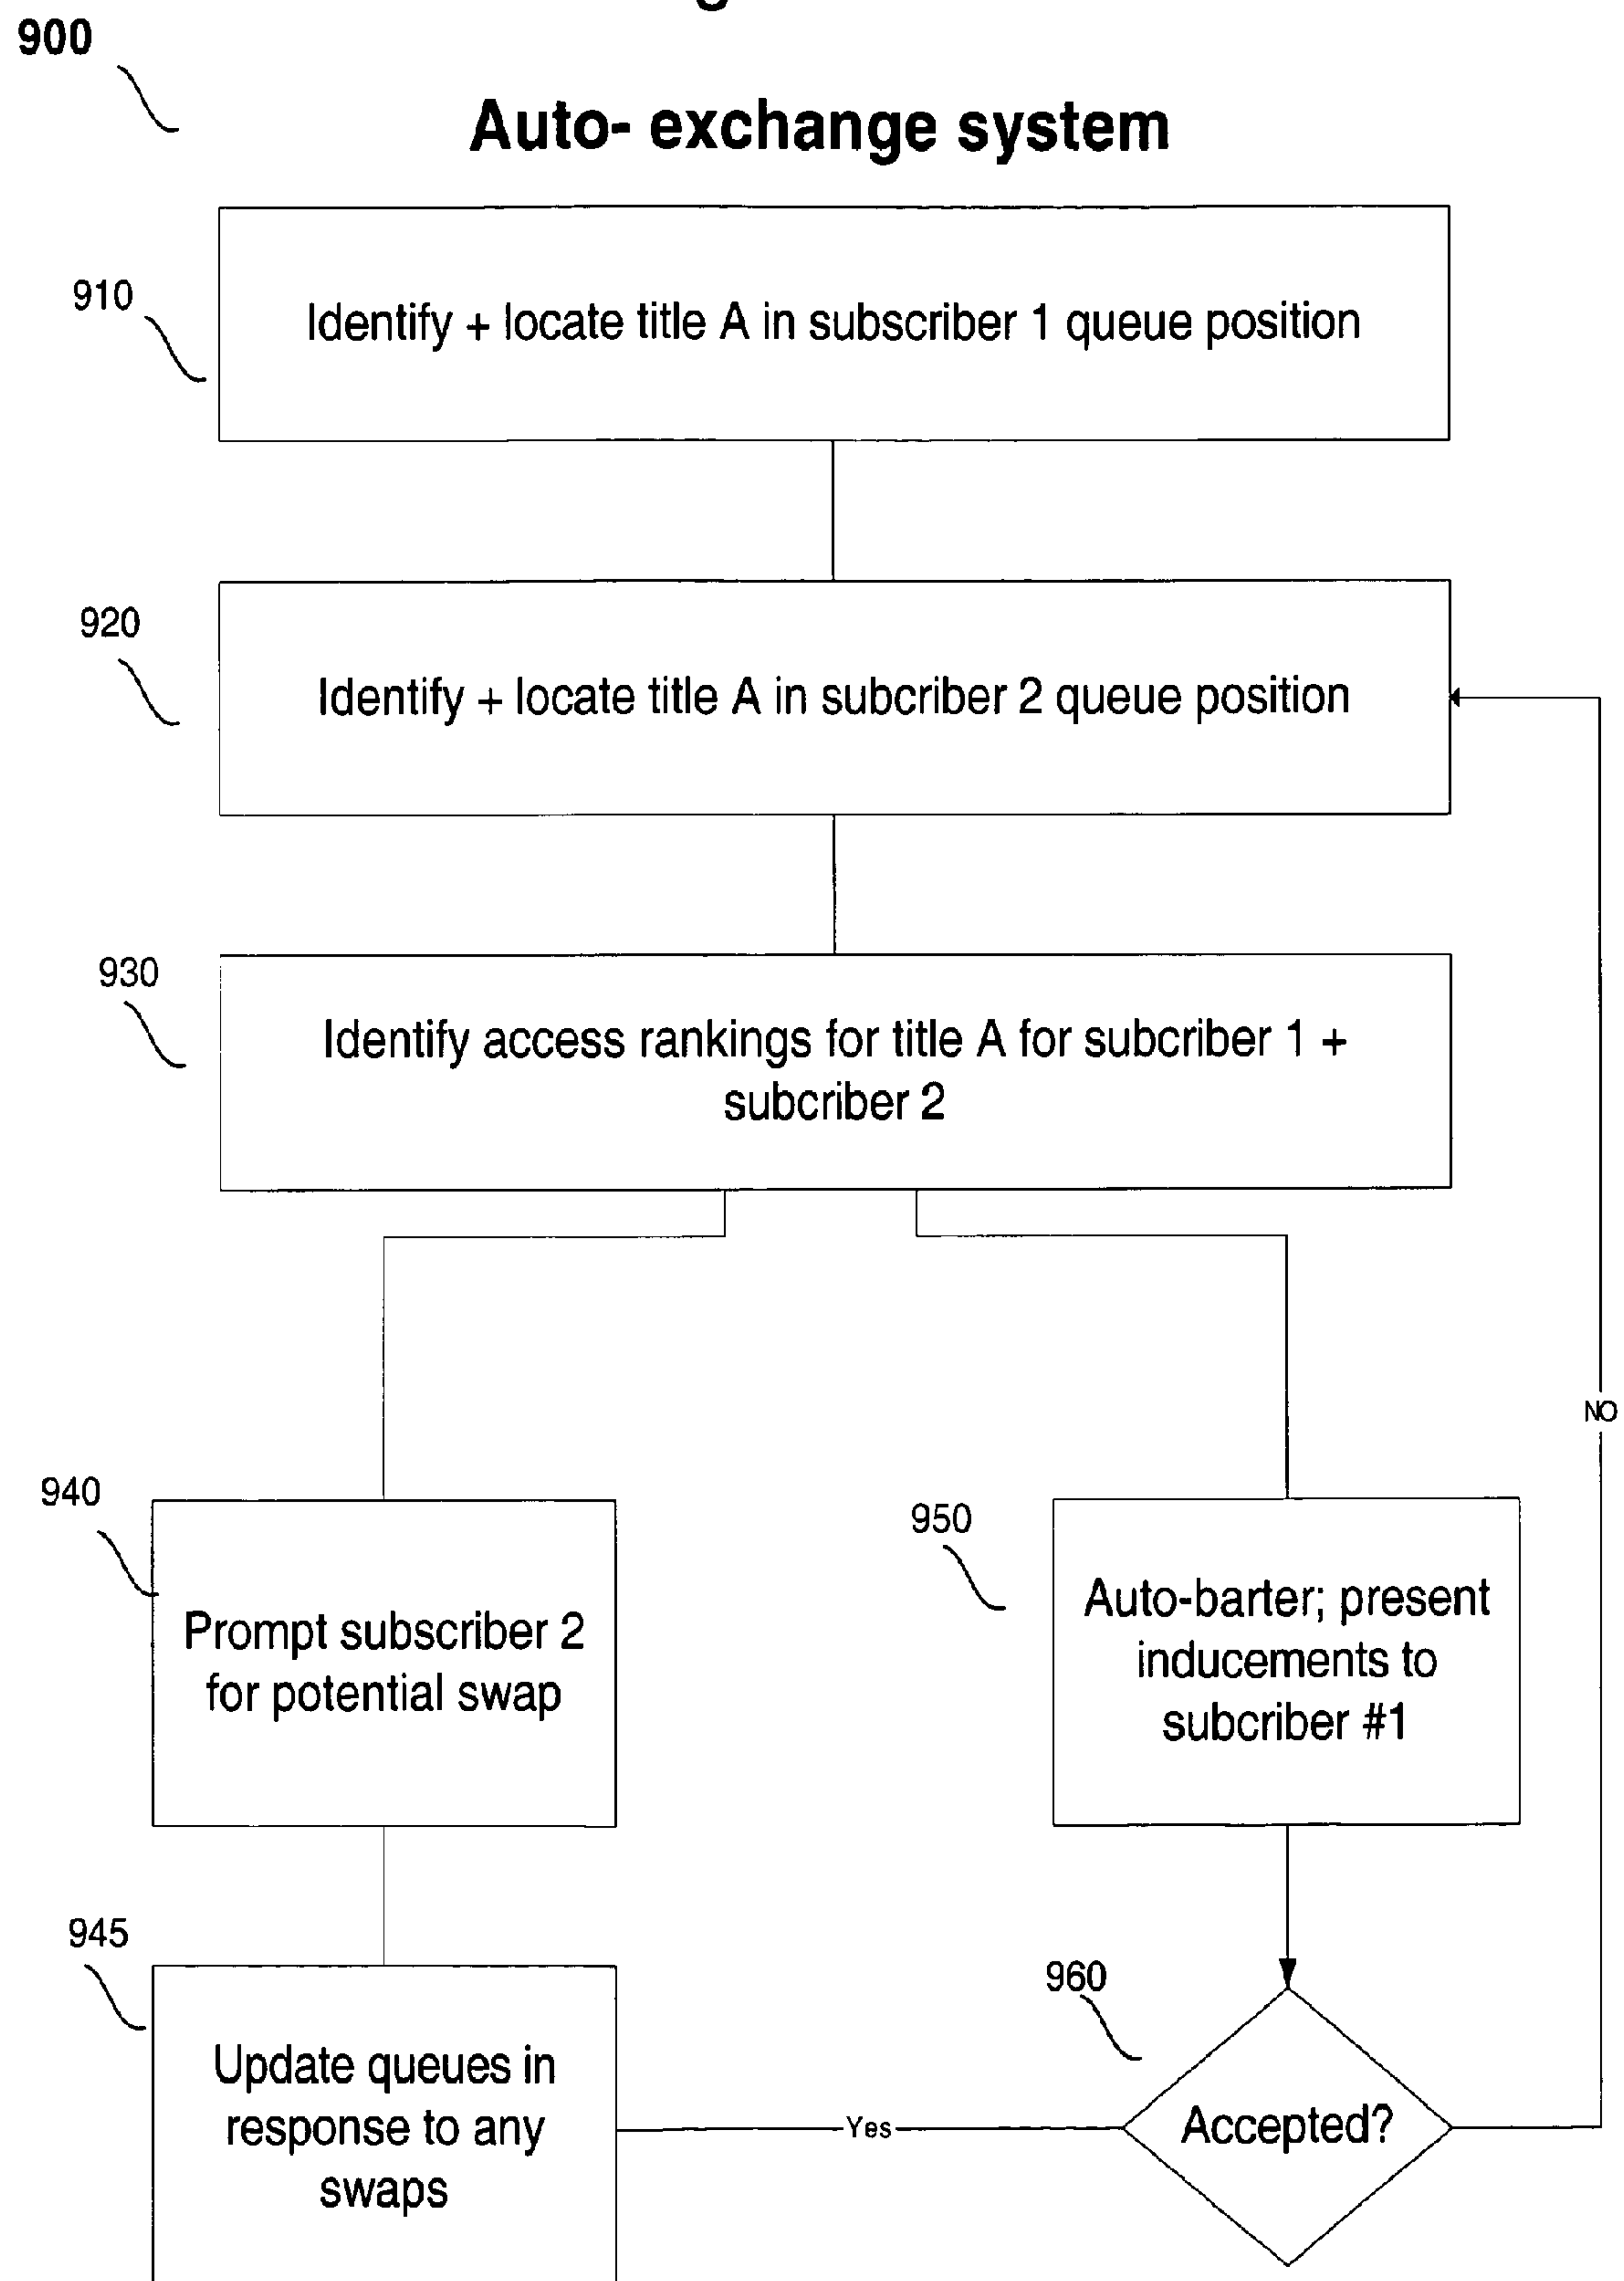 900
Auto- exchange system
910
Identify + locate title A in subscriber 1 queue position
920
Identify + locate title A in subcriber 2 queue position
930
Identify access rankings for title A for subcriber 1 +
subcriber 2
NO
940
Prompt subscriber 2
for potential swap
950
Auto-barter; present
inducements to
subcriber #1
945
Update queues in
response to any
swaps
Yes
960
Accepted?